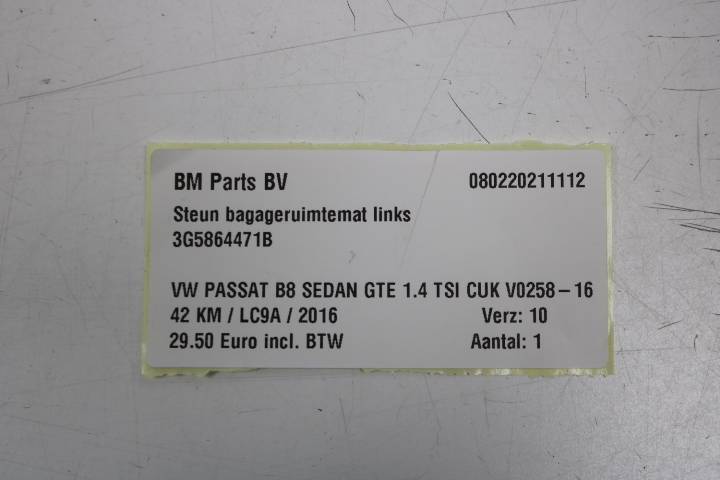 BM Parts BV 080220211112
Steun bagageruimtemat links
3G5864471B
VW PASSAT B8 SEDAN GTE 1.4 TSI CUK V0258-16
42 KM / LC9A / 2016 Verz: 10
29.50 Euro incl. BTW Aantal: 1